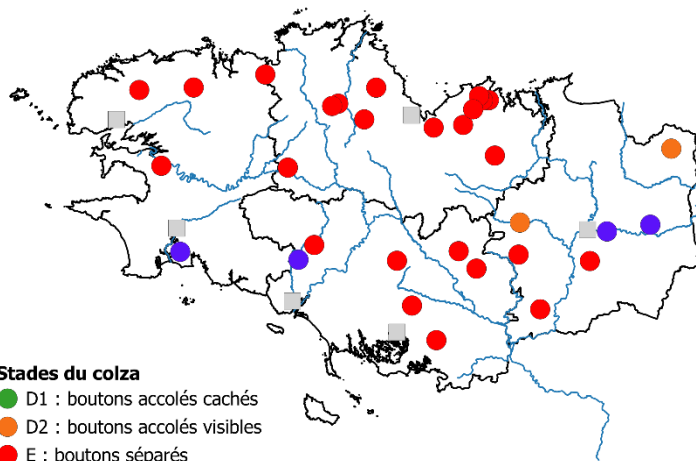 Stades du colza
D1 : boutons accolés cachés
D2 : boutons accolés visibles
E : boutons séparés